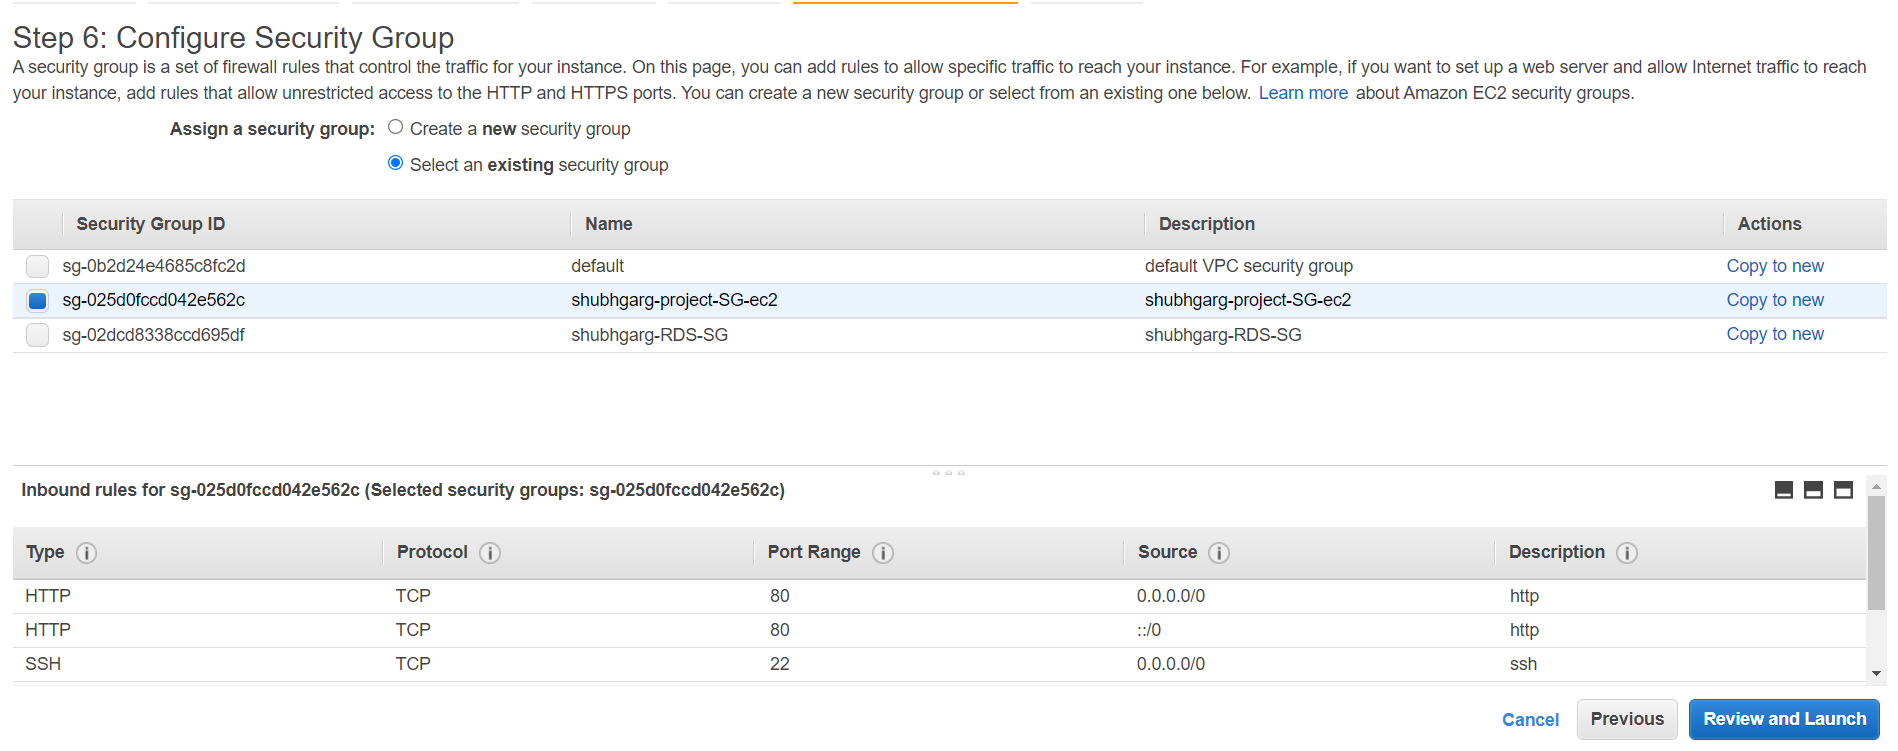 Step 6: Configure Security Group
A security group is a set of firewall rules that control the traffic for your instance. On this page, you can add rules to allow specific traffic to reach your instance. For example, if you want to set up a web server and allow Internet traffic to reach
your instance, add rules that allow unrestricted access to the HTTP and HTTPS ports. You can create a new security group or select from an existing one below. Learn more about Amazon EC2 security groups.
Assign a security group: Create a new security group
Select an existing security group
Security Group ID Name Description Actions
sg-0b2d24e4685c8fc2d default default VPC security group Copy to new
sg-025d0fccd042e562c shubhgarg-project-SG-ec2 shubhgarg-project-SG-ec2 Copy to new
sg-02dcd8338ccd695df shubhgarg-RDS-SG shubhgarg-RDS-SG Copy to new
Inbound rules for sg-025d0fccd042e562c (Selected security groups: sg-025d0fccd042e562c)
Type Protocol Port Range Source Description
HTTP TCP 80 0.0.0.0/0 http
HTTP TCP 80 ::/0 http
SSH TCP 22 0.0.0.0/0 ssh
Cancel Previous Review and Launch